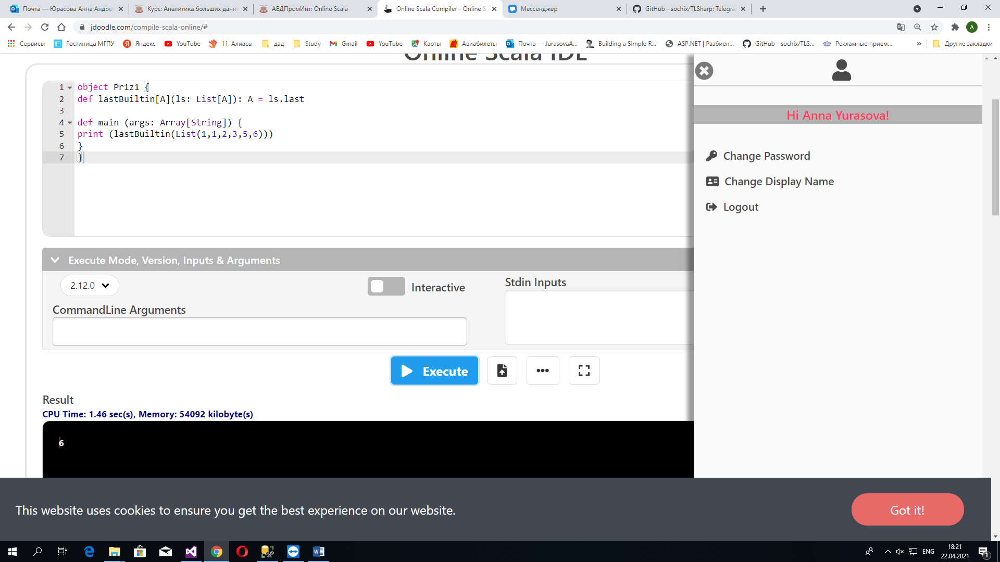 Почта — Юрасова Анна Андрее
Курс: Аналитика больших данн
АБДПромИнт: Online Scala
Online Scala Compiler - Online S
Мессенджер
GitHub - sochix/TLSharp: Telegra
jdoodle.com/compile-scala-online/#
A
Сервисы
Гостиница МГПУ
Яндекс
YouTube
11. Алиасы
дад
Study
Gmail
YouTube
Карты
Авиабилеты
Почта — JurasovaA...
Building a Simple R...
ASP.NET | Разбиен...
GitHub - sochix/TLS...
Рекламные прием...
»
Другие закладки
Online Scala IDE
1 object Pr1z1 {
2 def lastBuiltin[A](ls: List[A]): A = ls.last
3
4 def main (args: Array[String]) {
5 print (lastBuiltin(List(1,1,2,3,5,6)))
6 }
7 }
Hi Anna Yurasova!
Change Password
Change Display Name
Logout
Execute Mode, Version, Inputs & Arguments
2.12.0
Interactive
Stdin Inputs
CommandLine Arguments
Execute
Result
CPU Time: 1.46 sec(s), Memory: 54092 kilobyte(s)
6
This website uses cookies to ensure you get the best experience on our website.
Got it!
ENG
18:21
22.04.2021
1